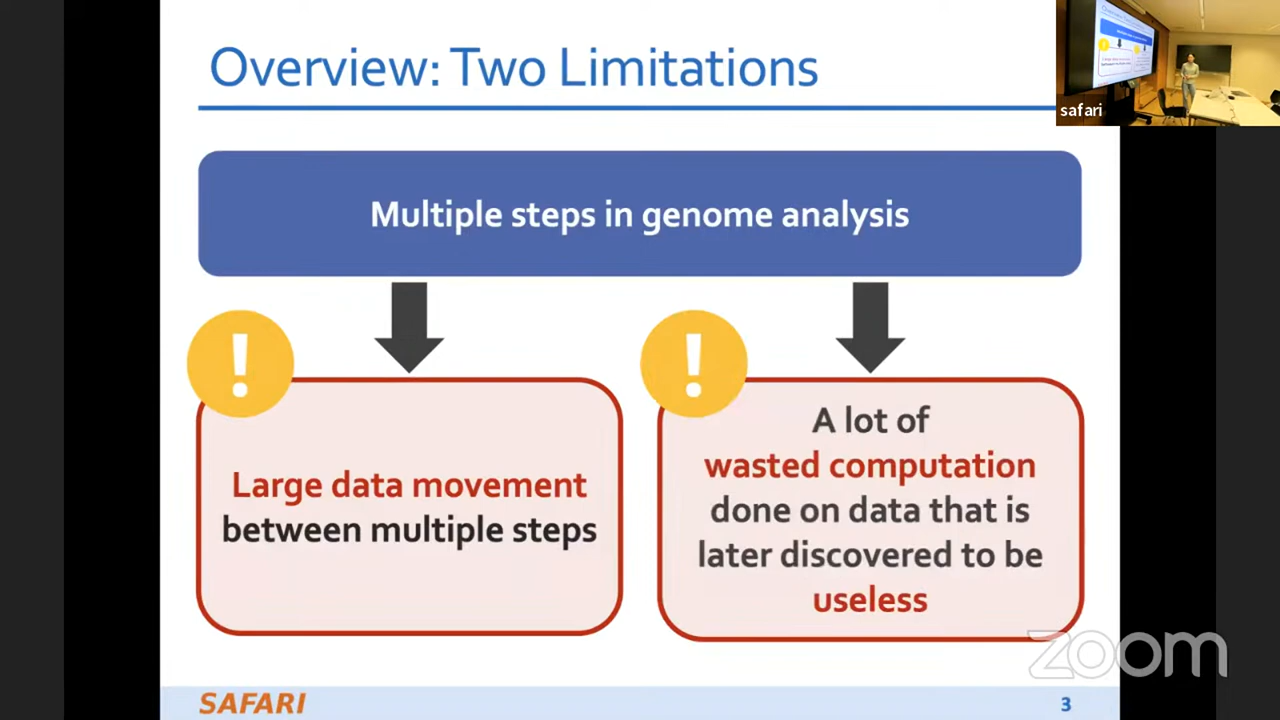 Overview: Two Limitations
safari
Multiple steps in genome analysis
!
!
Large data movement
between multiple steps
A lot of
wasted computation
done on data that is
later discovered to be
useless
zoom
SAFARI
3